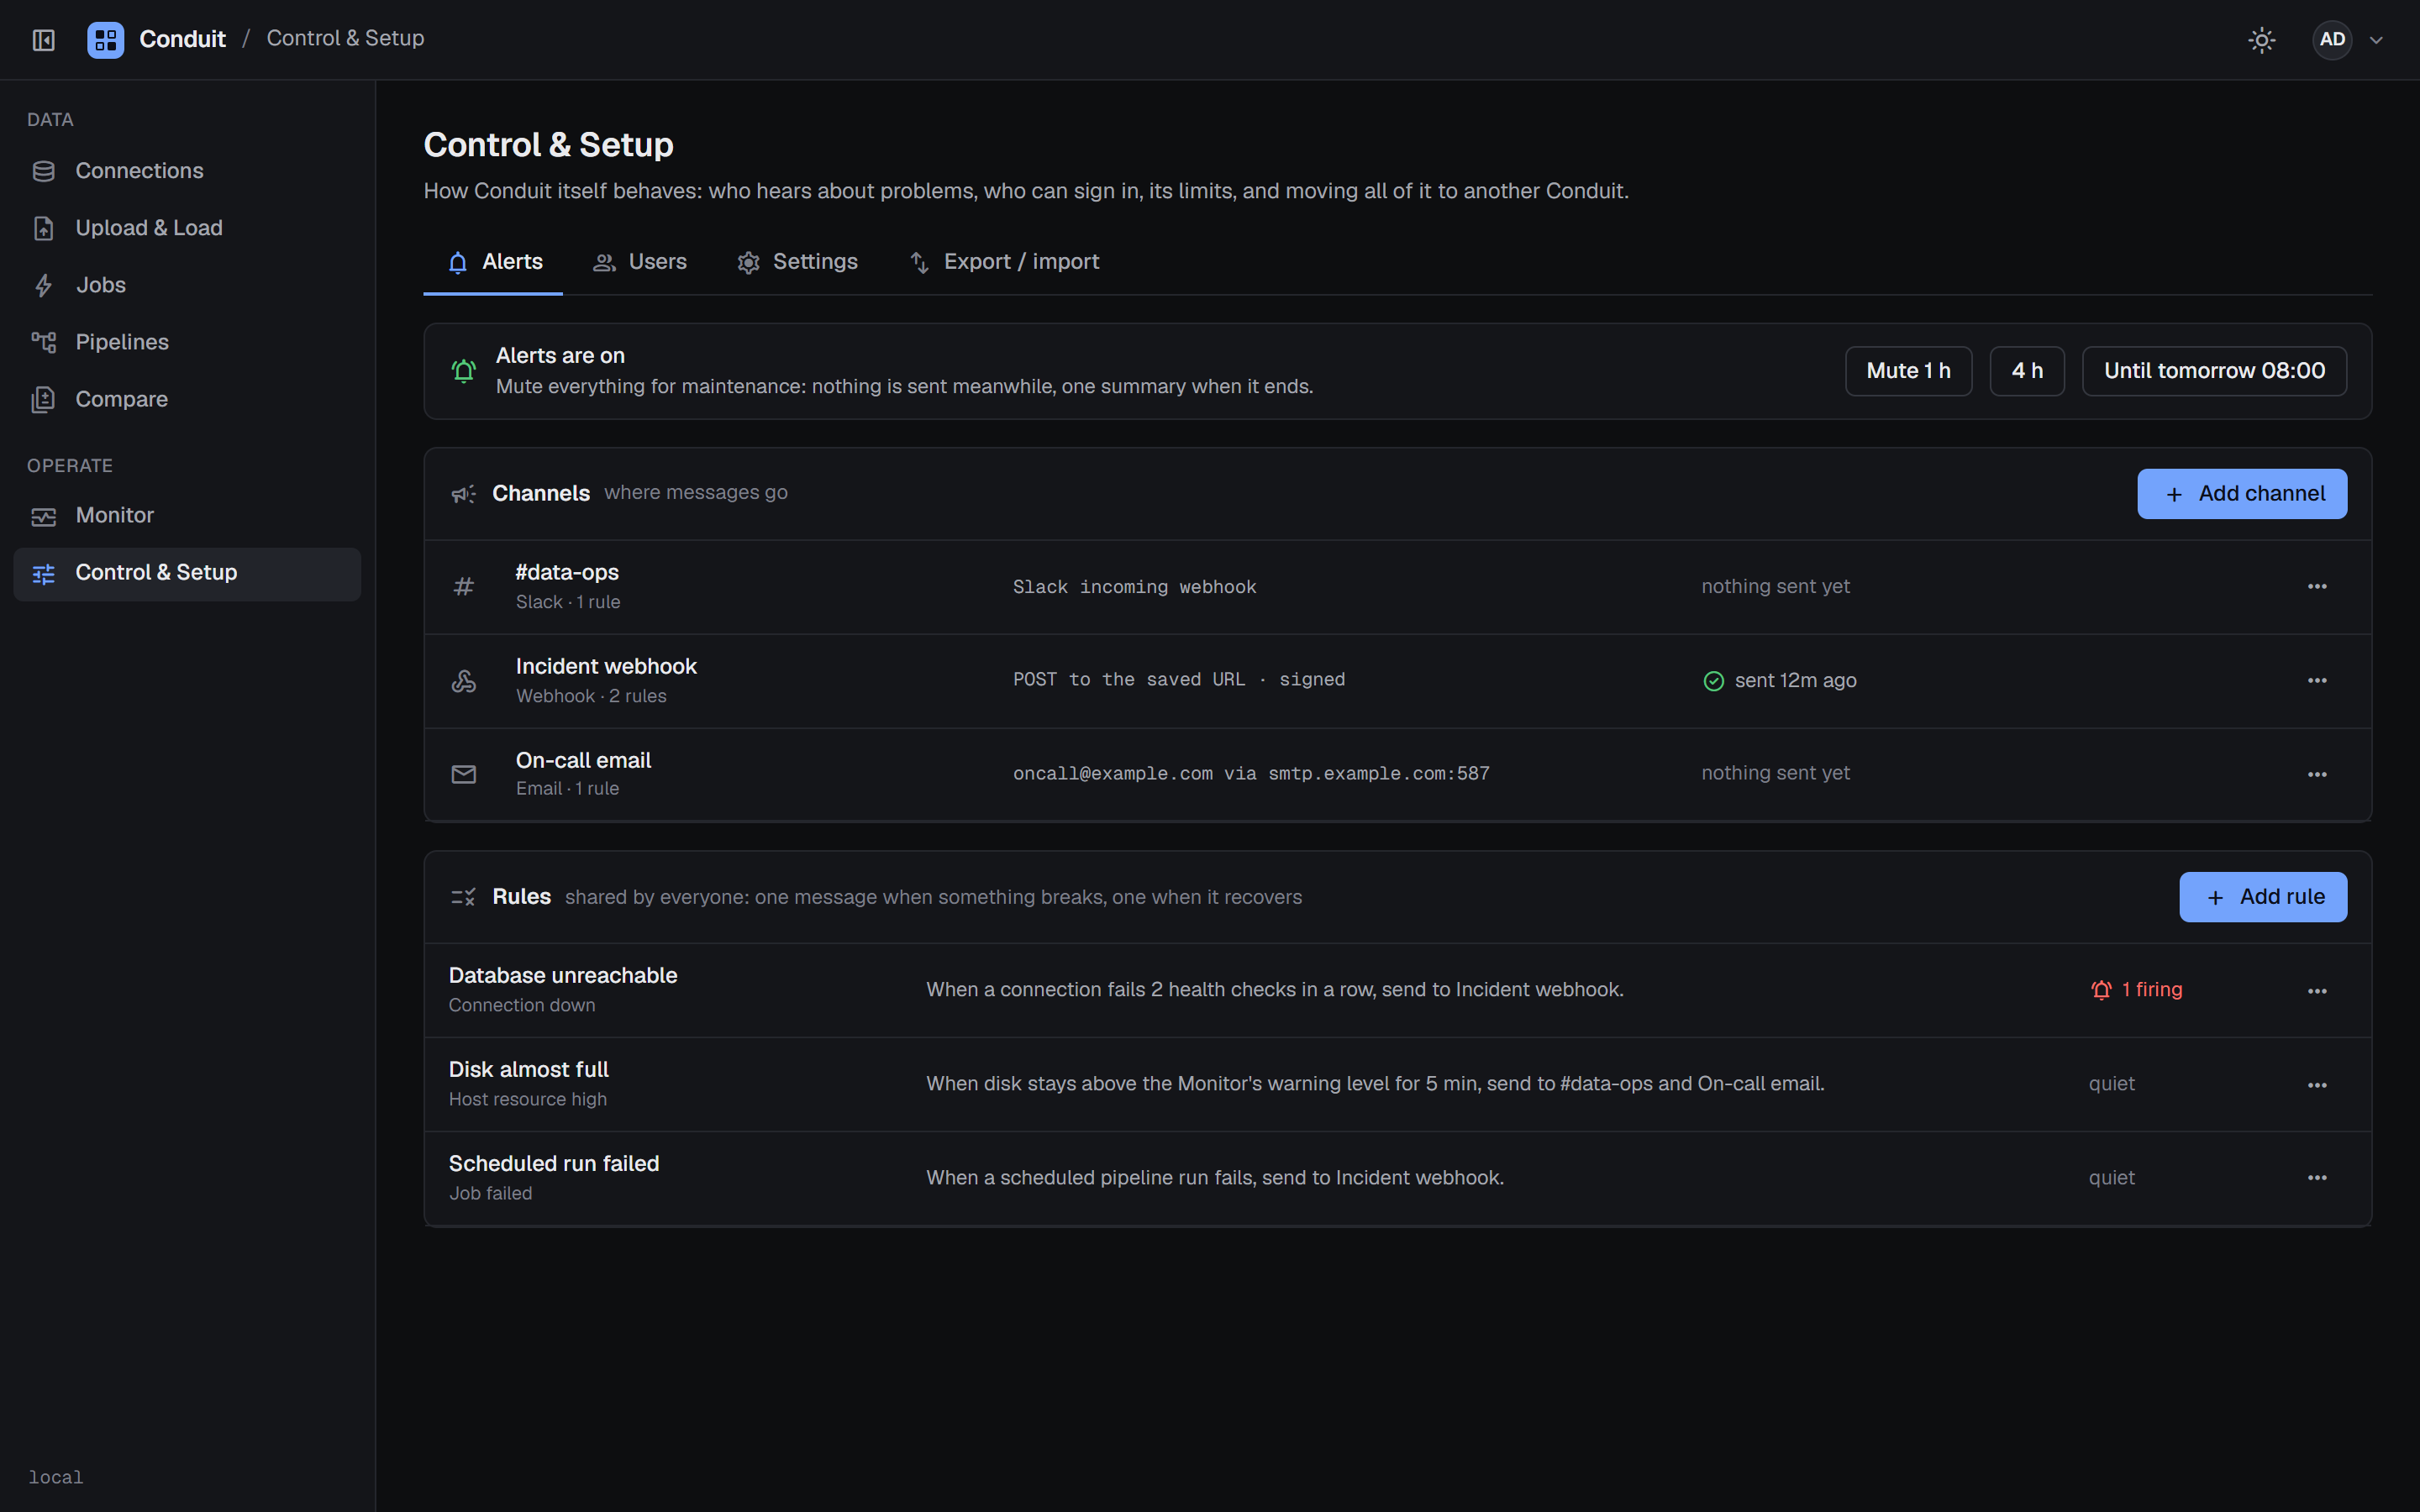 Conduit / Control & Setup
AD
DATA
Connections
Upload & Load
Jobs
Pipelines
Compare
OPERATE
Monitor
Control & Setup
local
Control & Setup
How Conduit itself behaves: who hears about problems, who can sign in, its limits, and moving all of it to another Conduit.
Alerts Users Settings Export / import
Alerts are on
Mute everything for maintenance: nothing is sent meanwhile, one summary when it ends.
Mute 1 h 4 h Until tomorrow 08:00
Channels where messages go
+ Add channel
#data-ops
Slack · 1 rule
Slack incoming webhook
nothing sent yet
Incident webhook
Webhook · 2 rules
POST to the saved URL · signed
sent 12m ago
On-call email
Email · 1 rule
oncall@example.com via smtp.example.com:587
nothing sent yet
Rules shared by everyone: one message when something breaks, one when it recovers
+ Add rule
Database unreachable
Connection down
When a connection fails 2 health checks in a row, send to Incident webhook.
1 firing
Disk almost full
Host resource high
When disk stays above the Monitor's warning level for 5 min, send to #data-ops and On-call email.
quiet
Scheduled run failed
Job failed
When a scheduled pipeline run fails, send to Incident webhook.
quiet